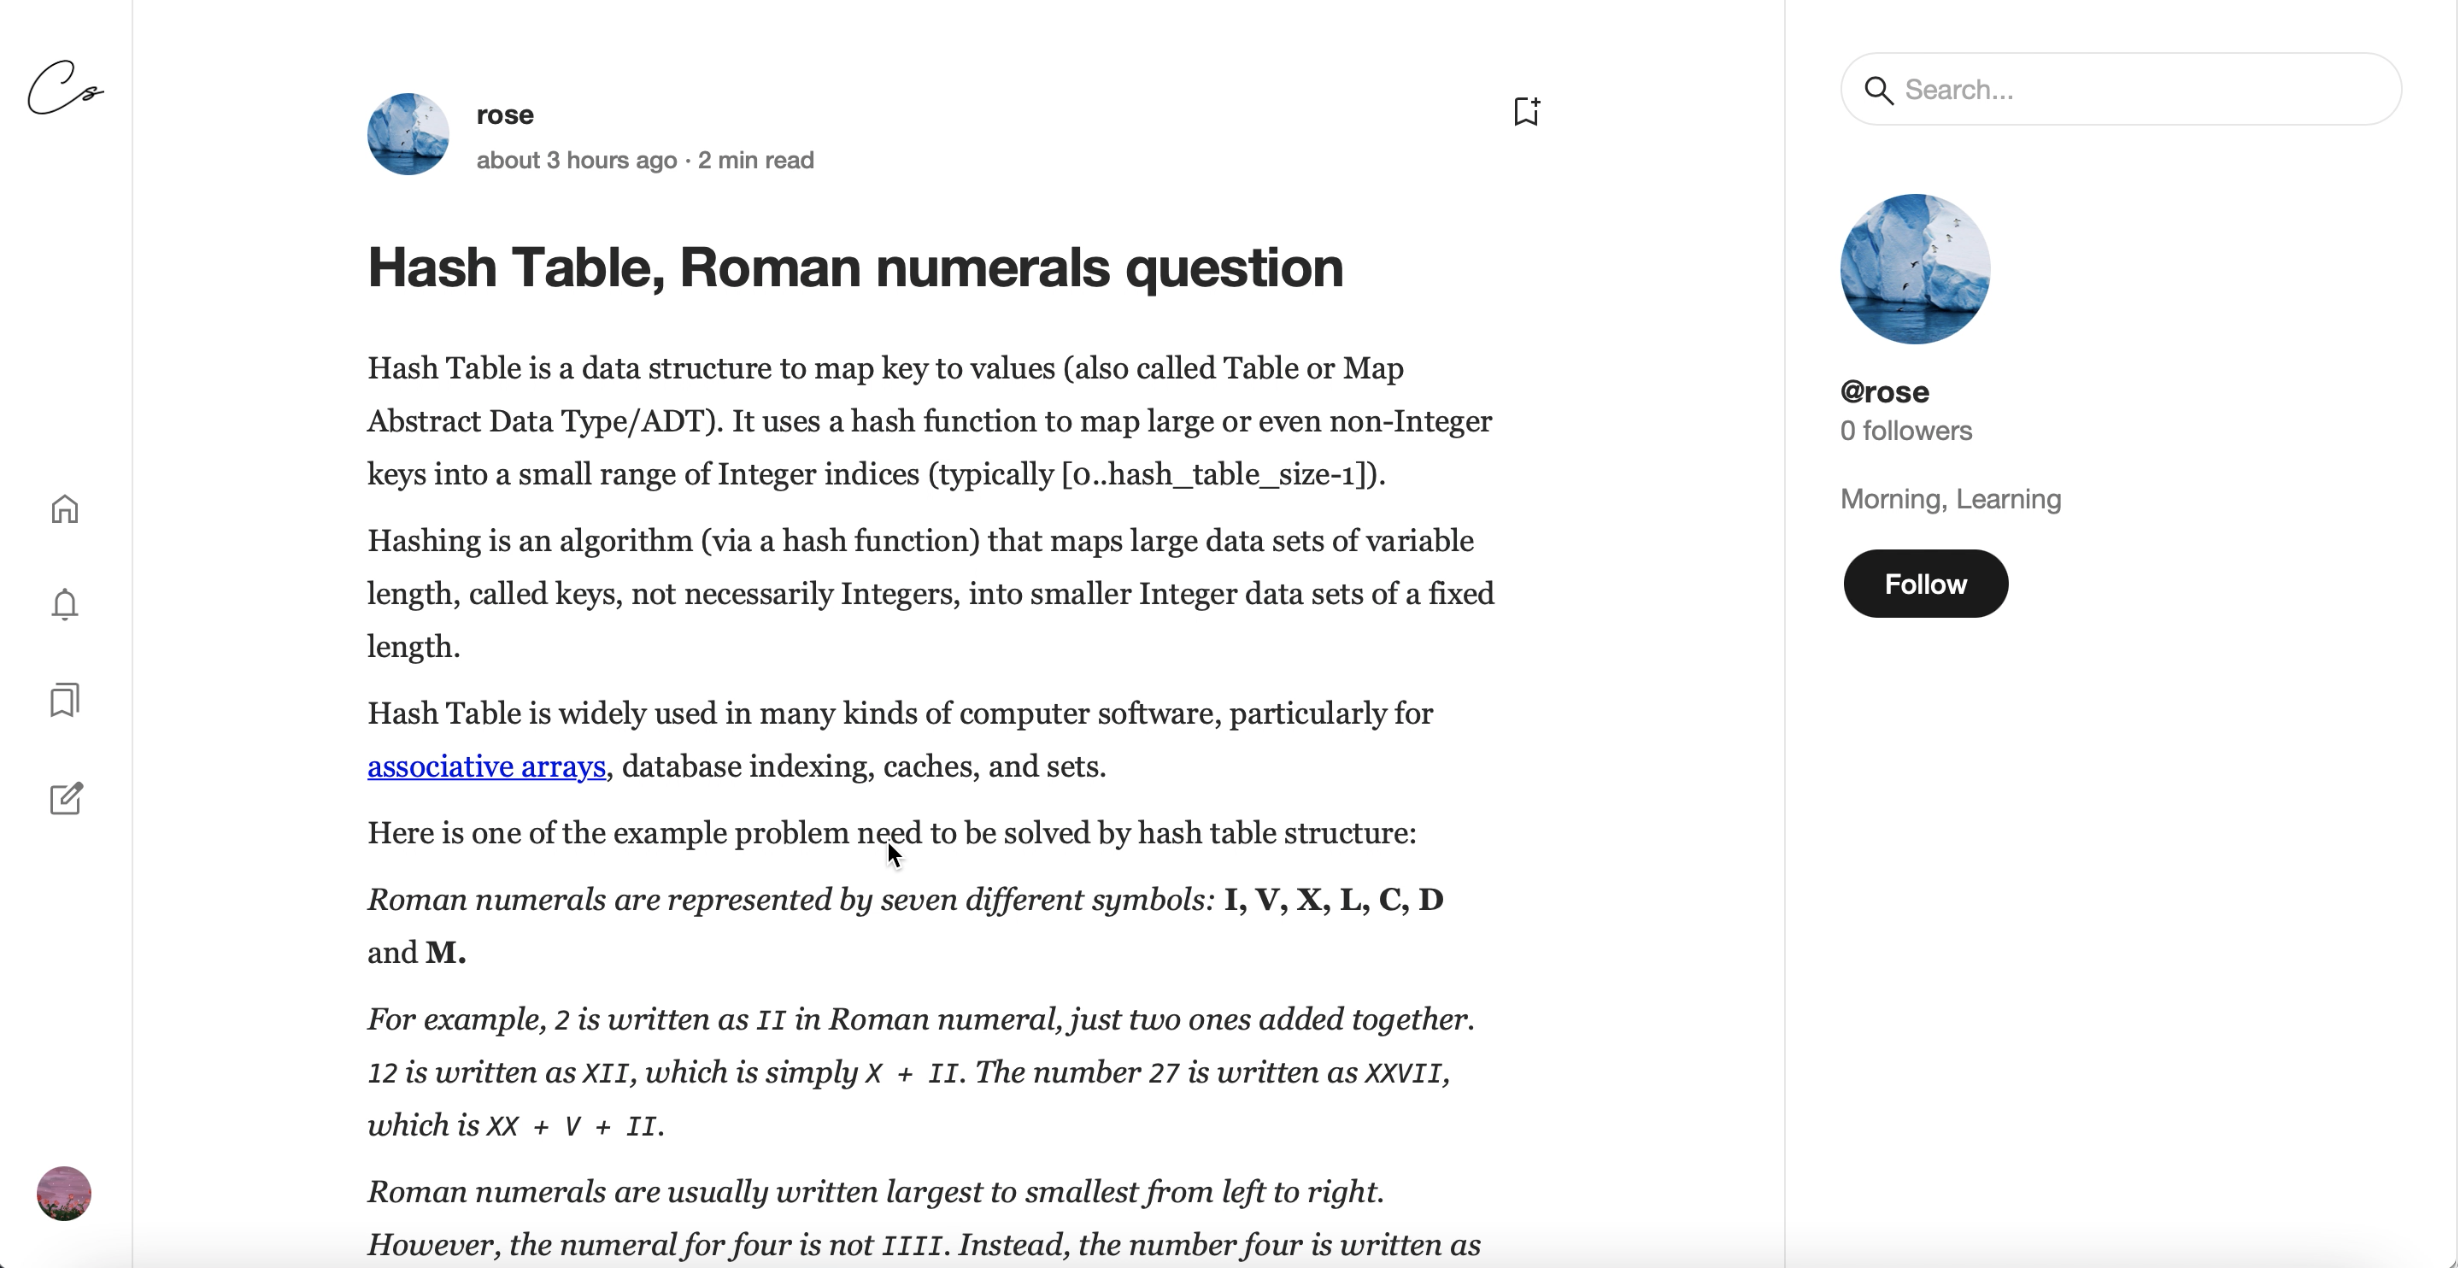 Cs
rose
about 3 hours ago · 2 min read
Hash Table, Roman numerals question
Hash Table is a data structure to map key to values (also called Table or Map
Abstract Data Type/ADT). It uses a hash function to map large or even non-Integer
keys into a small range of Integer indices (typically [0..hash_table_size-1]).
Hashing is an algorithm (via a hash function) that maps large data sets of variable
length, called keys, not necessarily Integers, into smaller Integer data sets of a fixed
length.
Hash Table is widely used in many kinds of computer software, particularly for
associative arrays, database indexing, caches, and sets.
Here is one of the example problem need to be solved by hash table structure:
Roman numerals are represented by seven different symbols: I, V, X, L, C, D
and M.
For example, 2 is written as II in Roman numeral, just two ones added together.
12 is written as XII, which is simply X + II. The number 27 is written as XXVII,
which is XX + V + II.
Roman numerals are usually written largest to smallest from left to right.
However, the numeral for four is not IIII. Instead, the number four is written as
Search...
@rose
0 followers
Morning, Learning
Follow